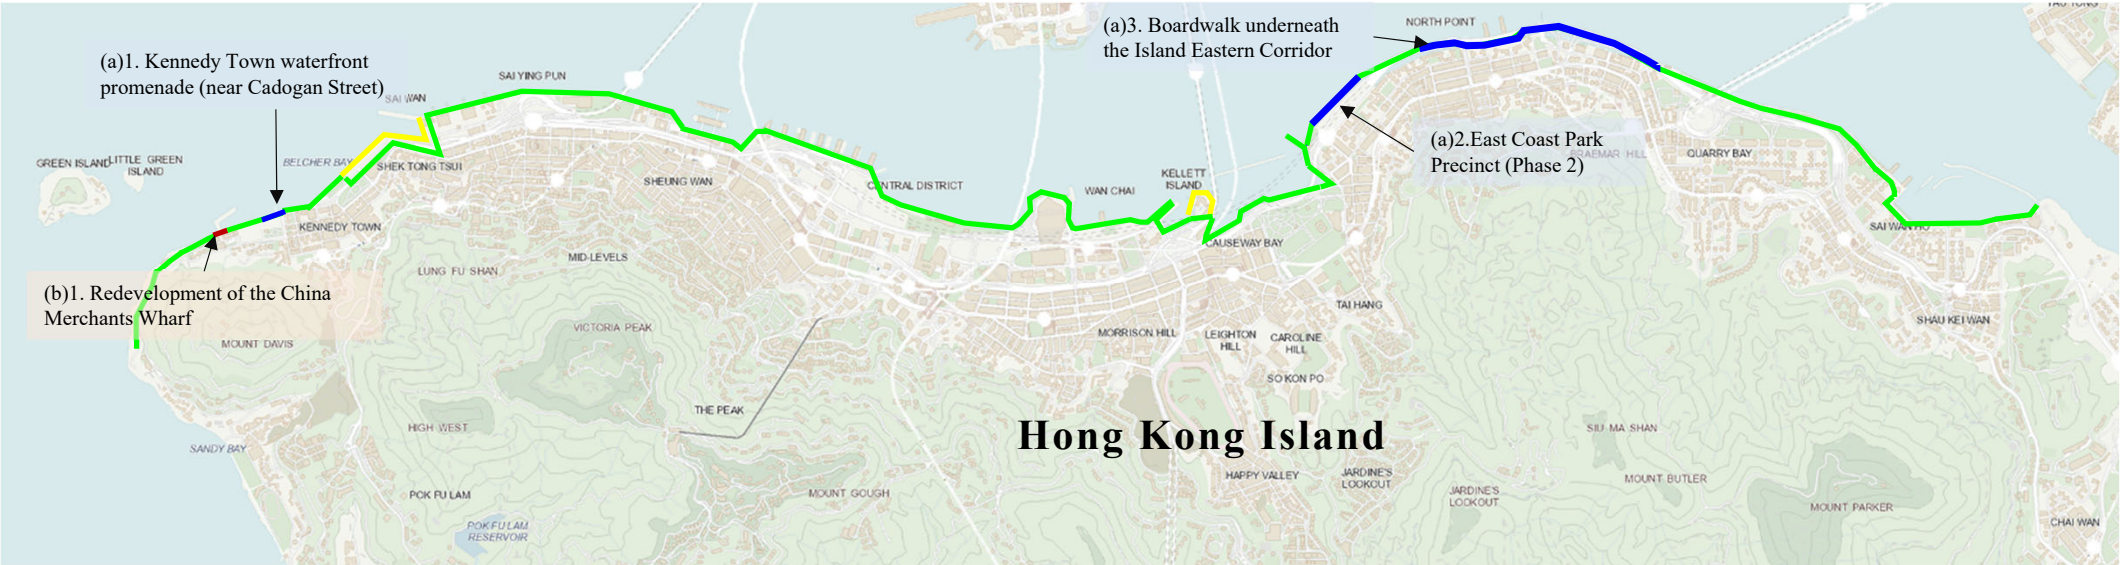 (a)3. Boardwalk underneath
the Island Eastern Corridor
NORTH POINT
(a)1. Kennedy Town waterfront
promenade (near Cadogan Street)
SAI YING PUN
SAI WAN
(a)2.East Coast Park
Precinct (Phase 2)
BRAEMAR HILL
QUARRY BAY
GREEN ISLAND
LITTLE GREEN
ISLAND
BELCHER BAY
SHEK TONG TSUI
SHEUNG WAN
CENTRAL DISTRICT
WAN CHAI
KELLETT
ISLAND
KENNEDY TOWN
CAUSEWAY BAY
SAI WAN HO
MID-LEVELS
LUNG FU SHAN
(b)1. Redevelopment of the China
Merchants Wharf
TAI HANG
VICTORIA PEAK
MOUNT DAVIS
MORRISON HILL
LEIGHTON
HILL
CAROLINE
HILL
SHAU KEI WAN
SO KON PO
THE PEAK
HIGH WEST
Hong Kong Island
SIU MA SHAN
SANDY BAY
HAPPY VALLEY
JARDINE'S
LOOKOUT
MOUNT BUTLER
POK FU LAM
MOUNT GOUGH
JARDINE'S
LOOKOUT
MOUNT PARKER
POK FU LAM
RESERVOIR
CHAI WAN